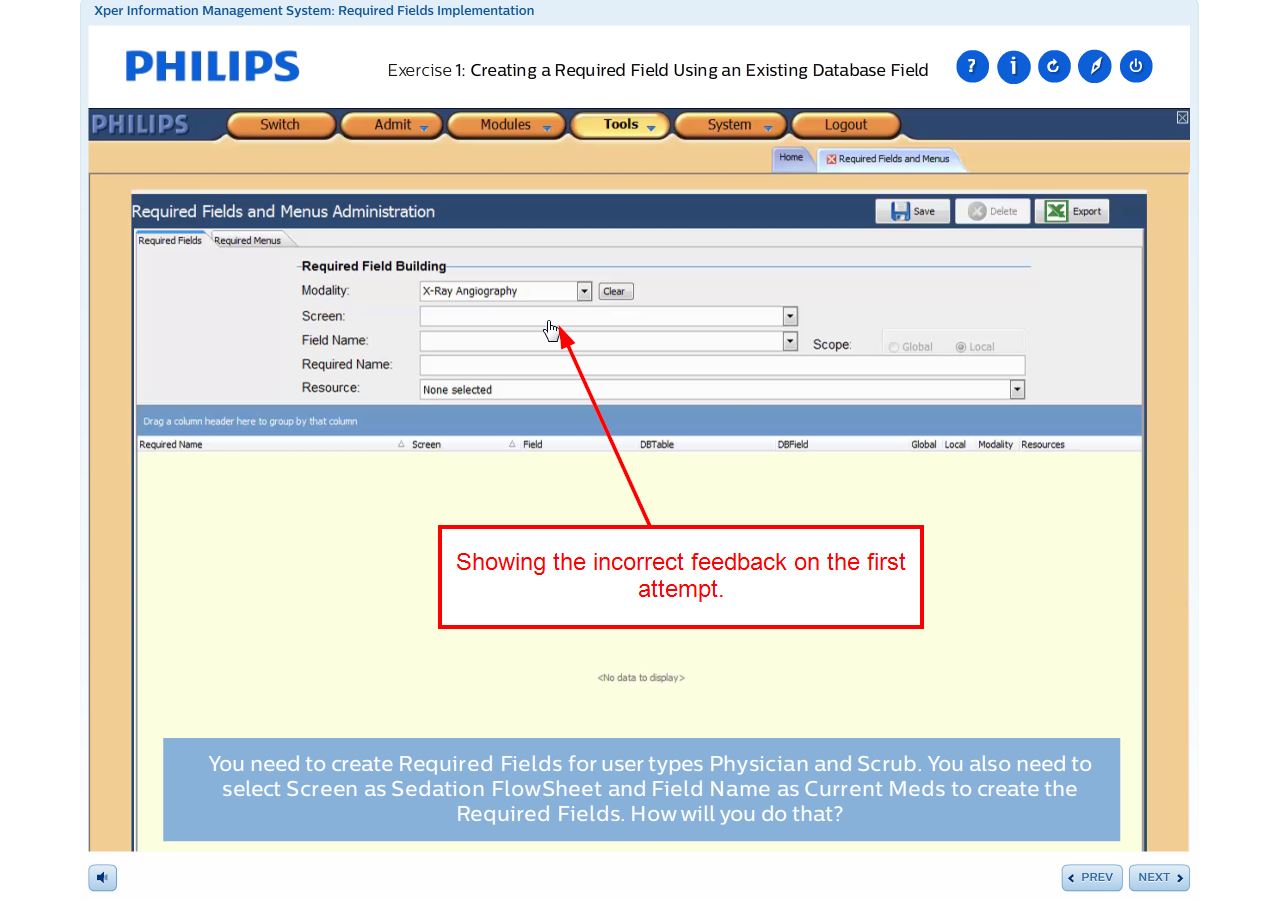 Xper Information Management System: Required Fields Implementation
PHILIPS
Exercise 1: Creating a Required Field Using an Existing Database Field
? i
PHILIPS Switch Admit Modules Tools System Logout
Home Required Fields and Menus
Required Fields and Menus Administration Save Delete Export
Required Fields Required Menus
Required Field Building
Modality: X-Ray Angiography Clear
Screen:
Field Name: Scope: Global Local
Required Name:
Resource: None selected
Drag a column header here to group by that column
Required Name Screen Field DBTable DBField Global Local Modality Resources
Showing the incorrect feedback on the first
attempt.
<No data to display>
You need to create Required Fields for user types Physician and Scrub. You also need to
select Screen as Sedation FlowSheet and Field Name as Current Meds to create the
Required Fields. How will you do that?
PREV NEXT